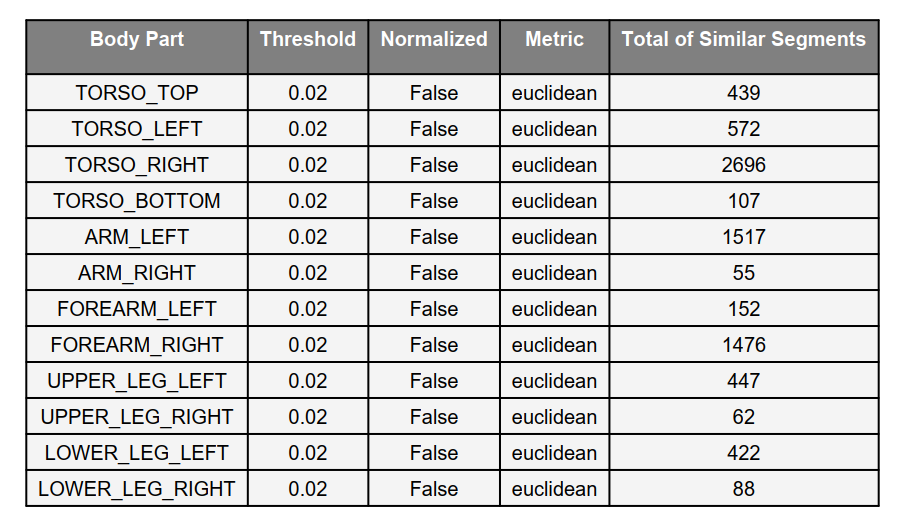 Body Part Threshold Normalized Metric Total of Similar Segments
TORSO_TOP 0.02 False euclidean 439
TORSO_LEFT 0.02 False euclidean 572
TORSO_RIGHT 0.02 False euclidean 2696
TORSO_BOTTOM 0.02 False euclidean 107
ARM_LEFT 0.02 False euclidean 1517
ARM_RIGHT 0.02 False euclidean 55
FOREARM_LEFT 0.02 False euclidean 152
FOREARM_RIGHT 0.02 False euclidean 1476
UPPER_LEG_LEFT 0.02 False euclidean 447
UPPER_LEG_RIGHT 0.02 False euclidean 62
LOWER_LEG_LEFT 0.02 False euclidean 422
LOWER_LEG_RIGHT 0.02 False euclidean 88